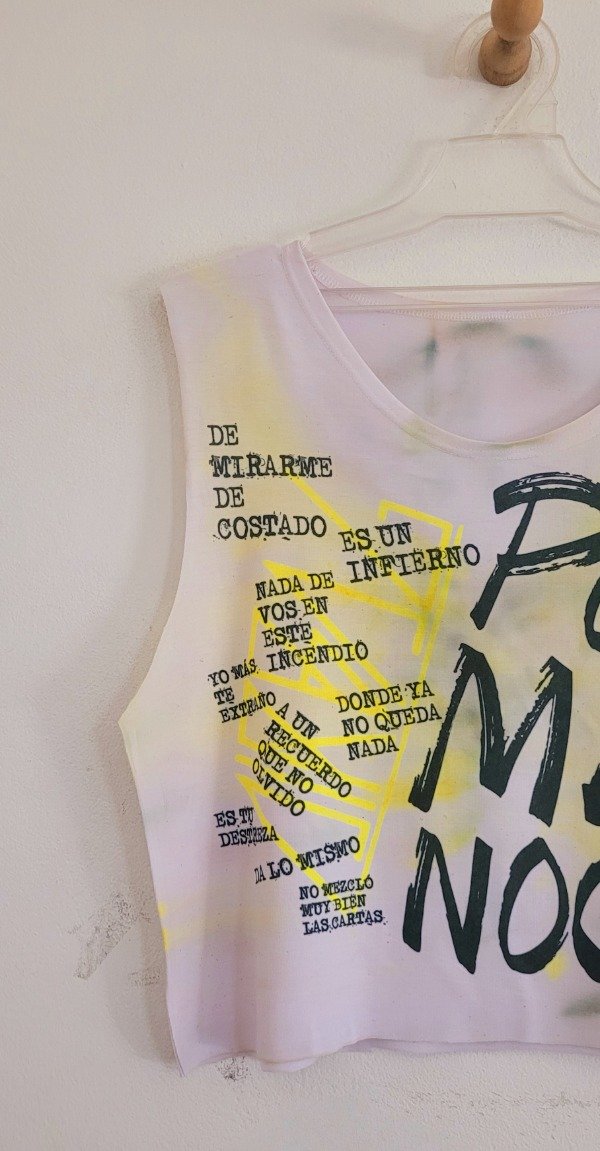 DE
MIRARME
DE
COSTADO
ES UN
INFIERNO
NADA DE
VOS EN
ESTE
INCENDIO
YO MÁS
TE
EXTRAÑO
A UN
RECUERDO
QUE NO
OLVIDO
DONDE YA
NO QUEDA
NADA
ES TU
DESTREZA
DA LO MISMO
NO MEZCLO
MUY BIEN
LAS CARTAS